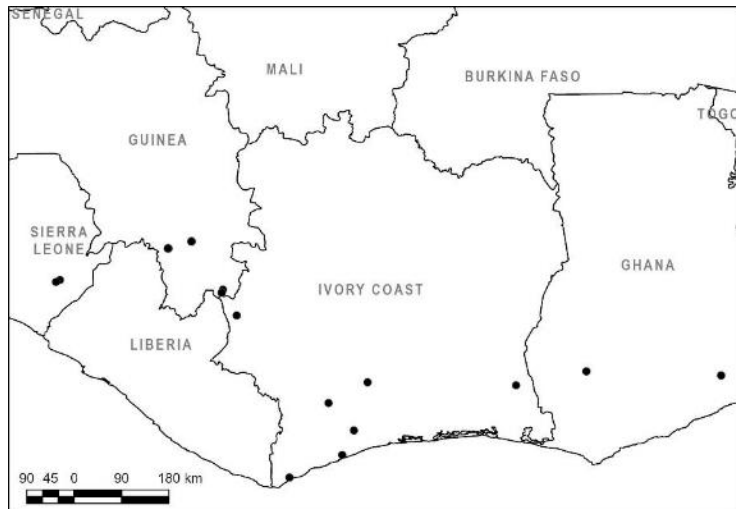 SENEGAL
MALI
BURKINA FASO
TOGO
GUINEA
SIERRA
LEONE
GHANA
IVORY COAST
LIBERIA
90 45 0 90 180 km